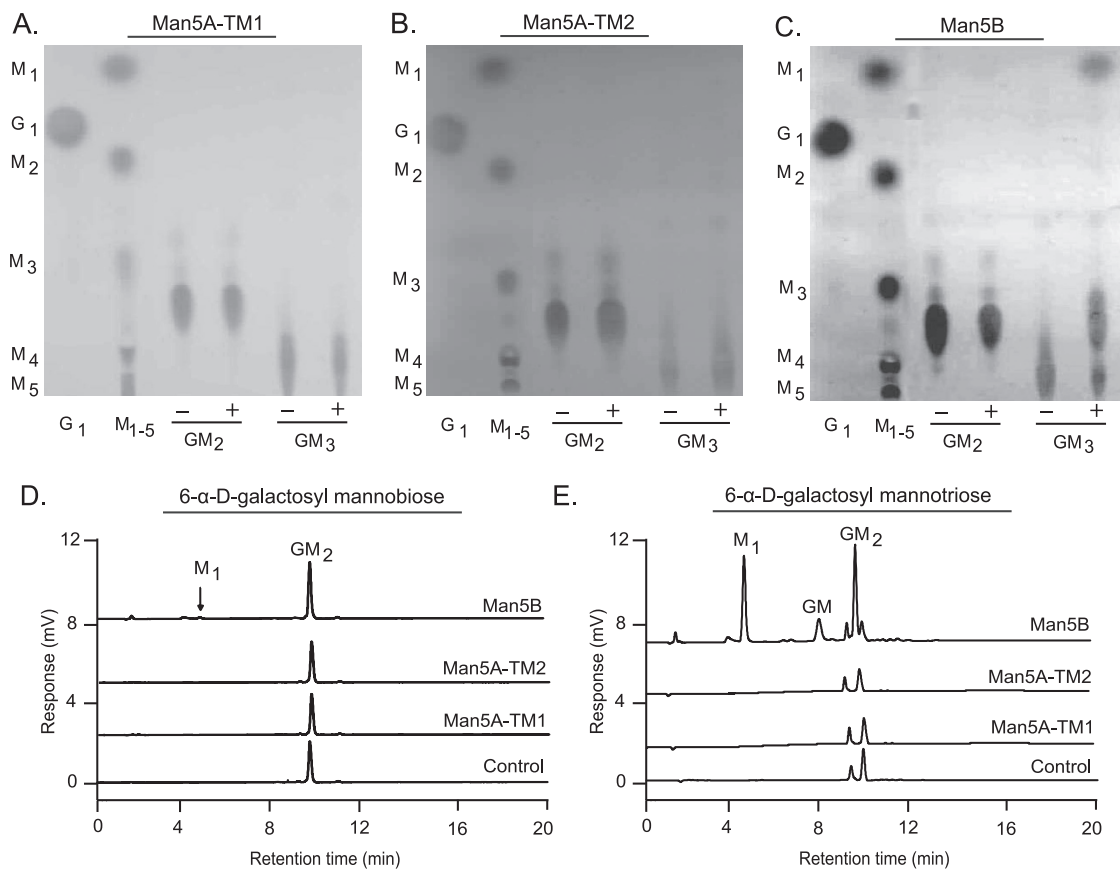 A. Man5A-TM1
M1
G1
M2
M3
M4
M5
− + − +
G1 M1-5 GM2 GM3
B. Man5A-TM2
M1
G1
M2
M3
M4
M5
− + − +
G1 M1-5 GM2 GM3
C. Man5B
M1
G1
M2
M3
M4
M5
− + − +
G1 M1-5 GM2 GM3
D. 6-α-D-galactosyl mannobiose
12
8
4
0
Response (mV)
M1
GM2
Man5B
Man5A-TM2
Man5A-TM1
Control
0 4 8 12 16 20
Retention time (min)
E. 6-α-D-galactosyl mannotriose
12
8
4
0
Response (mV)
M1
GM
GM2
Man5B
Man5A-TM2
Man5A-TM1
Control
0 4 8 12 16 20
Retention time (min)